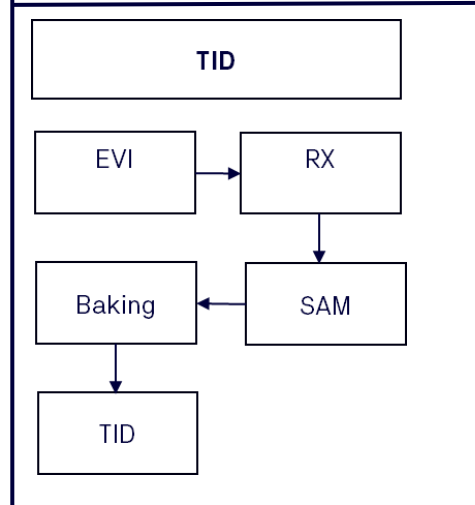 TID
EVI
RX
SAM
Baking
TID